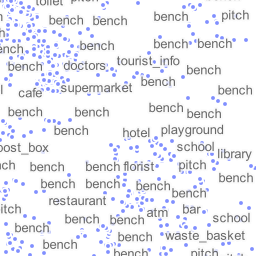 toilet
bench bench bench pitch
bench bench bench
bench doctors tourist_info bench
cafe supermarket bench bench
bench bench bench bench
bench hotel playground
post_box school library
bench bench florist pitch
bench bench bench bench bench
restaurant
bench bench atm bar school
bench bench waste_basket
bench bench pitch